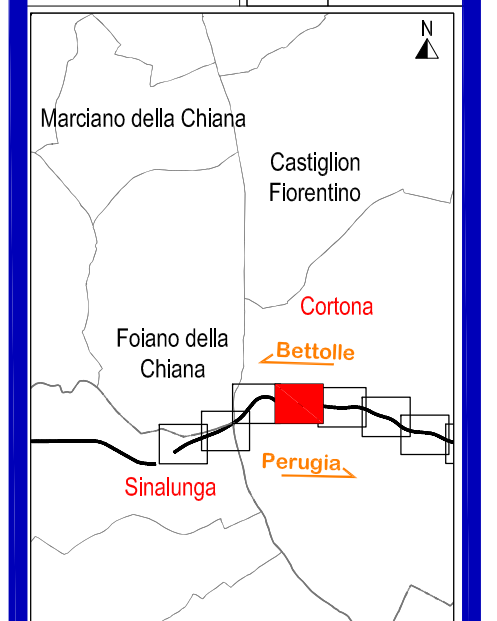 N
Marciano della Chiana
Castiglion
Fiorentino
Cortona
Foiano della
Chiana
Bettolle
Perugia
Sinalunga